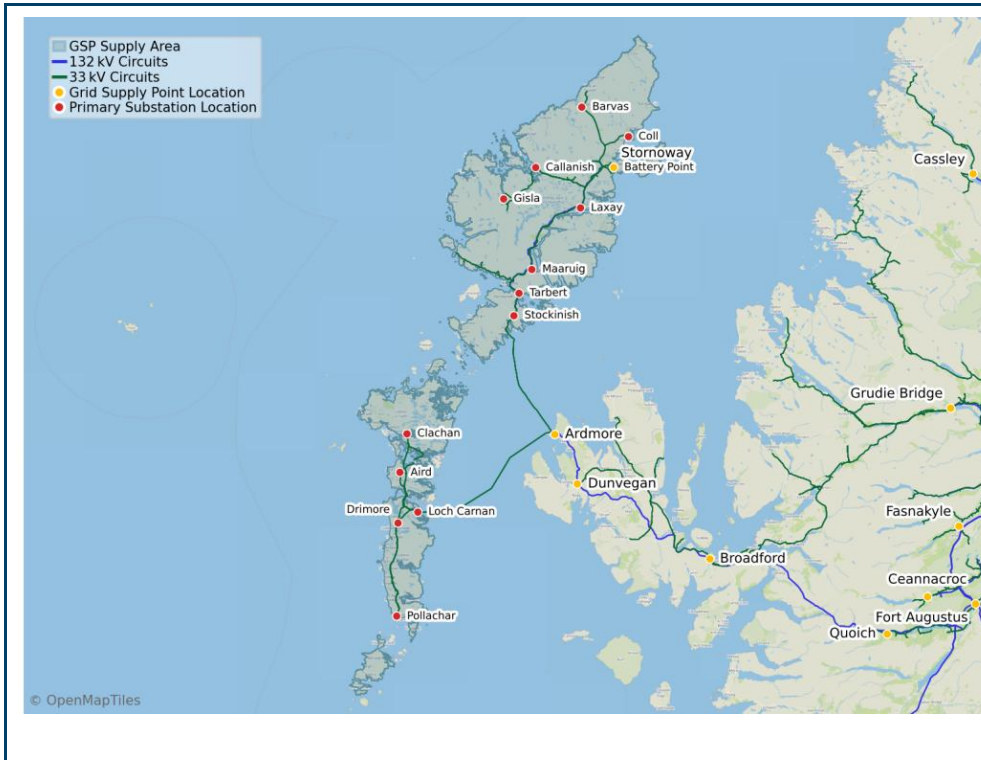 GSP Supply Area
132 kV Circuits
33 kV Circuits
Grid Supply Point Location
Primary Substation Location
Barvas
Coll
Stornoway
Battery Point
Callanish
Cassley
Gisla
Laxay
Maaruig
Tarbert
Stockinish
Grudie Bridge
Clachan
Ardmore
Aird
Dunvegan
Drimore
Loch Carnan
Fasnakyle
Broadford
Ceannacroc
Fort Augustus
Pollachar
Quoich
© OpenMapTiles